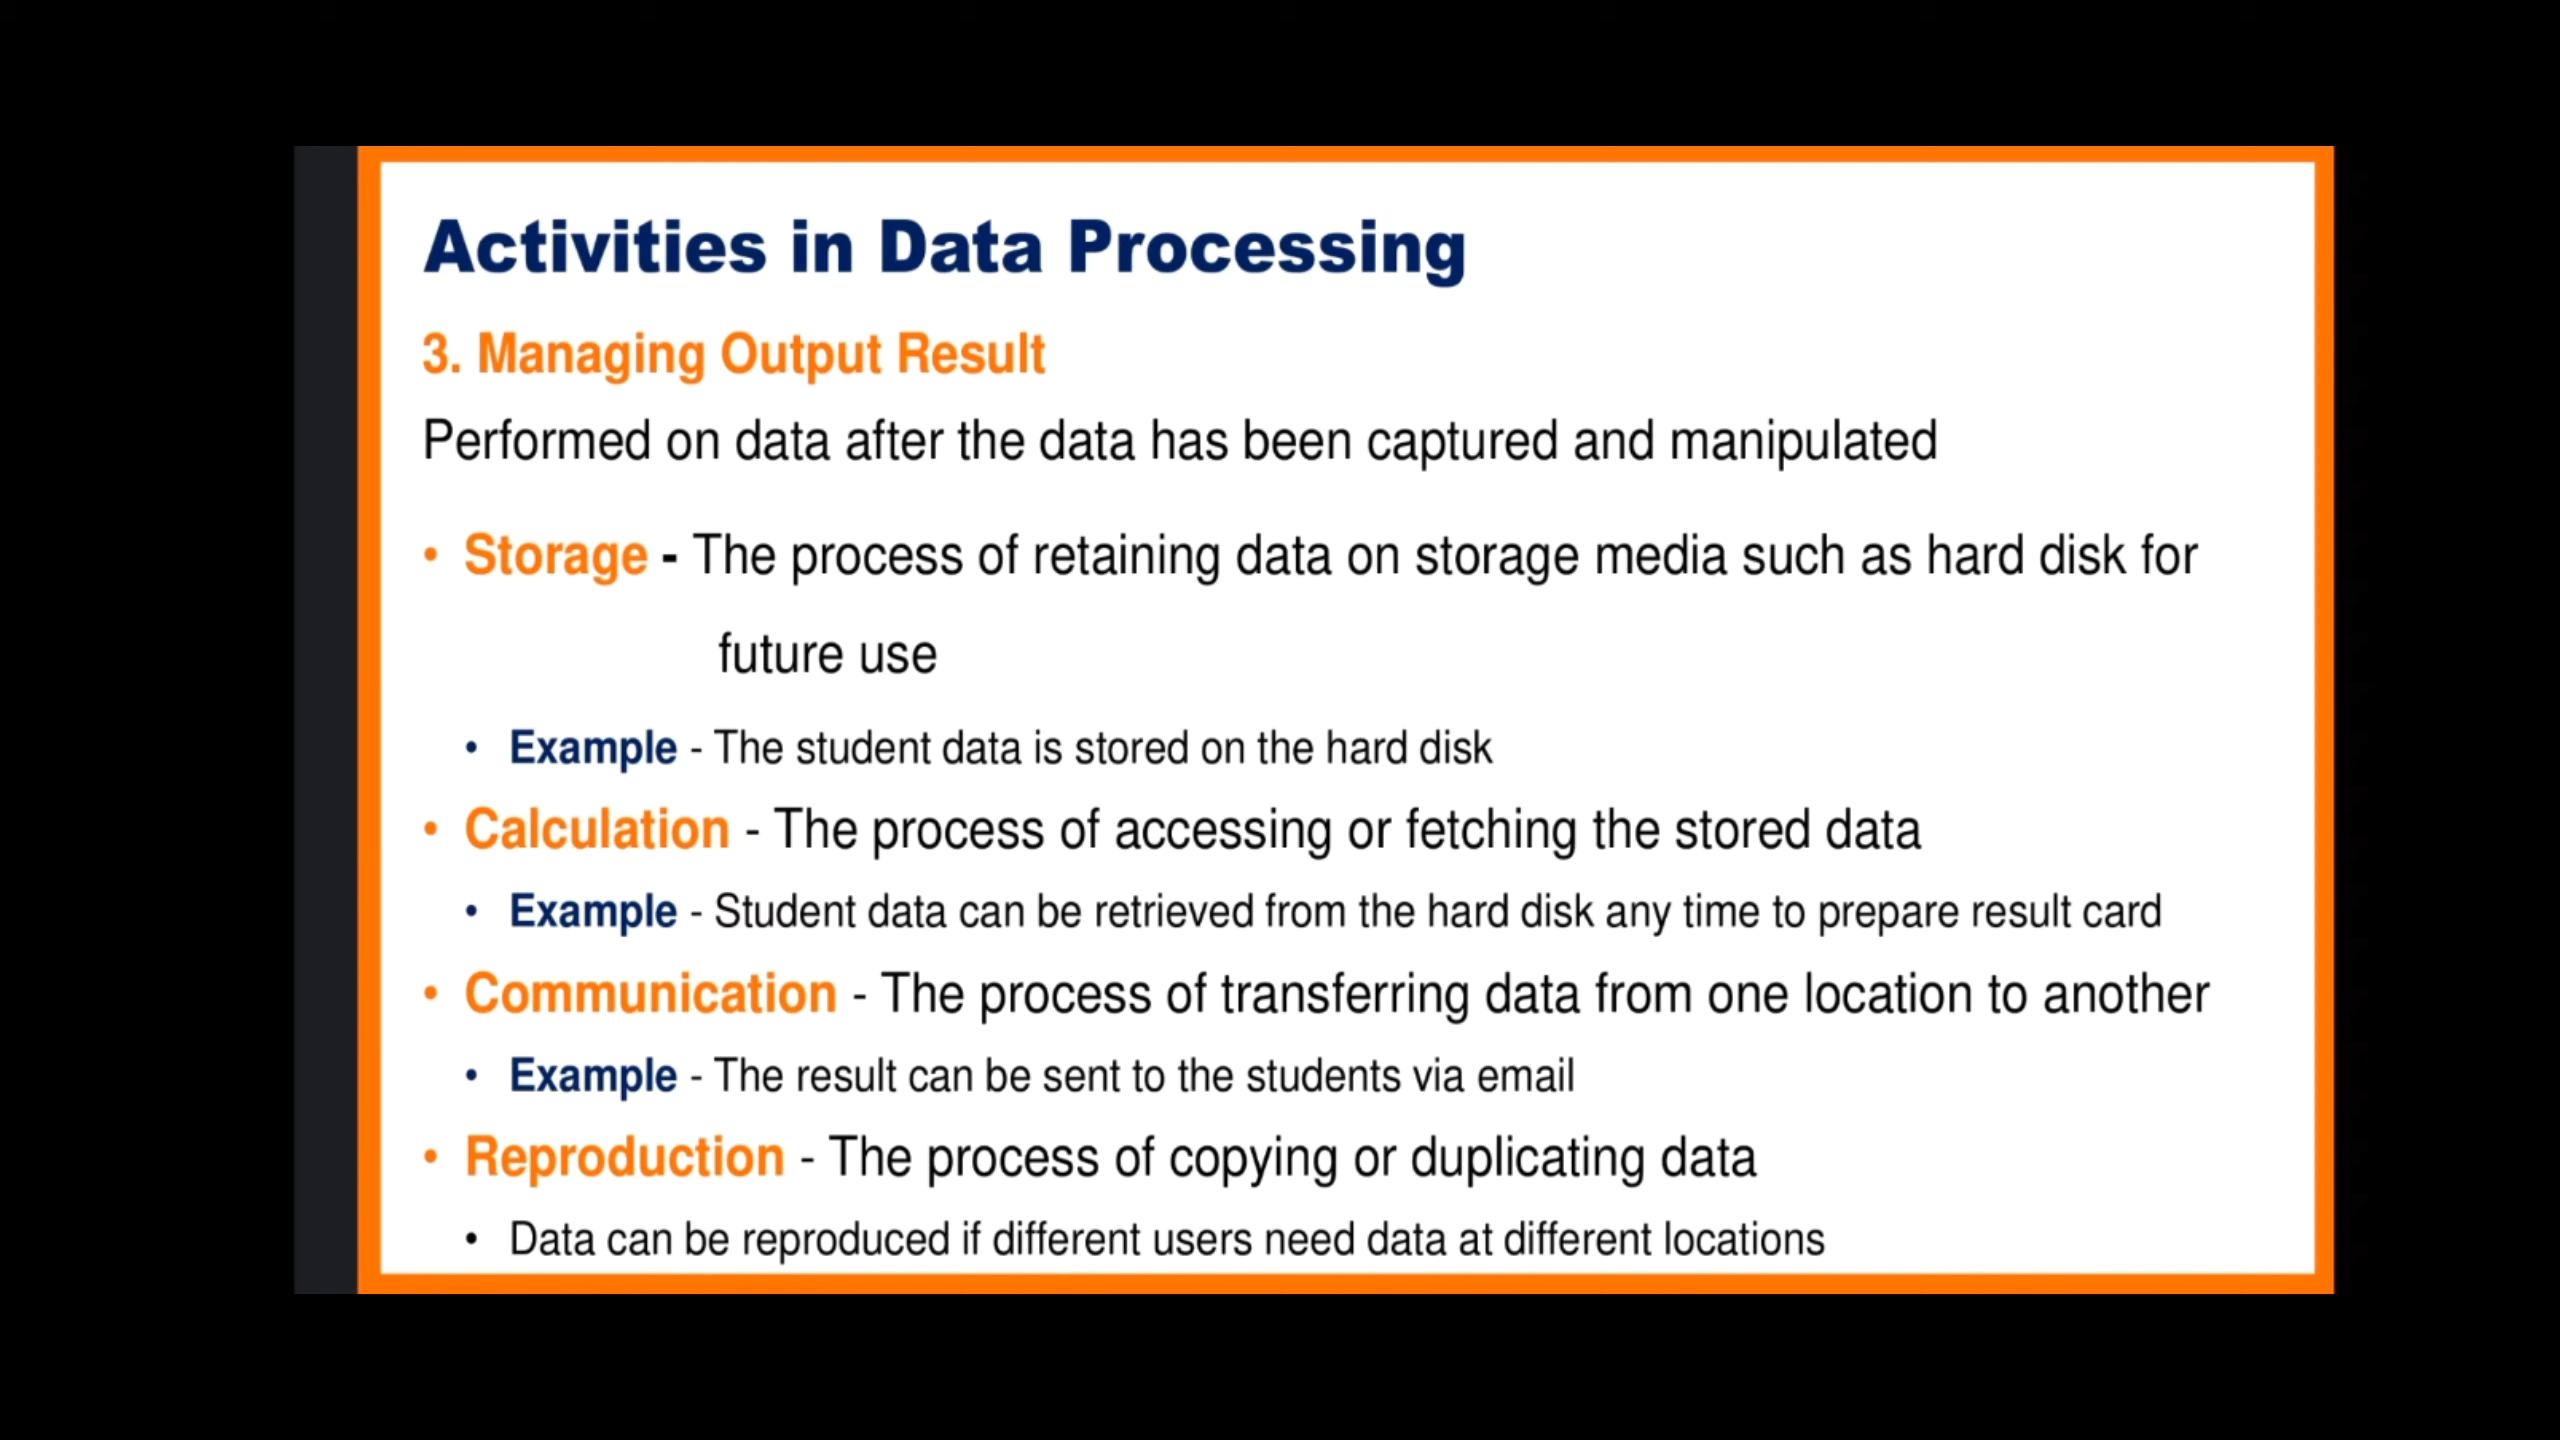 Activities in Data Processing
3. Managing Output Result
Performed on data after the data has been captured and manipulated
• Storage - The process of retaining data on storage media such as hard disk for
future use
• Example - The student data is stored on the hard disk
• Calculation - The process of accessing or fetching the stored data
• Example - Student data can be retrieved from the hard disk any time to prepare result card
• Communication - The process of transferring data from one location to another
• Example - The result can be sent to the students via email
• Reproduction - The process of copying or duplicating data
• Data can be reproduced if different users need data at different locations